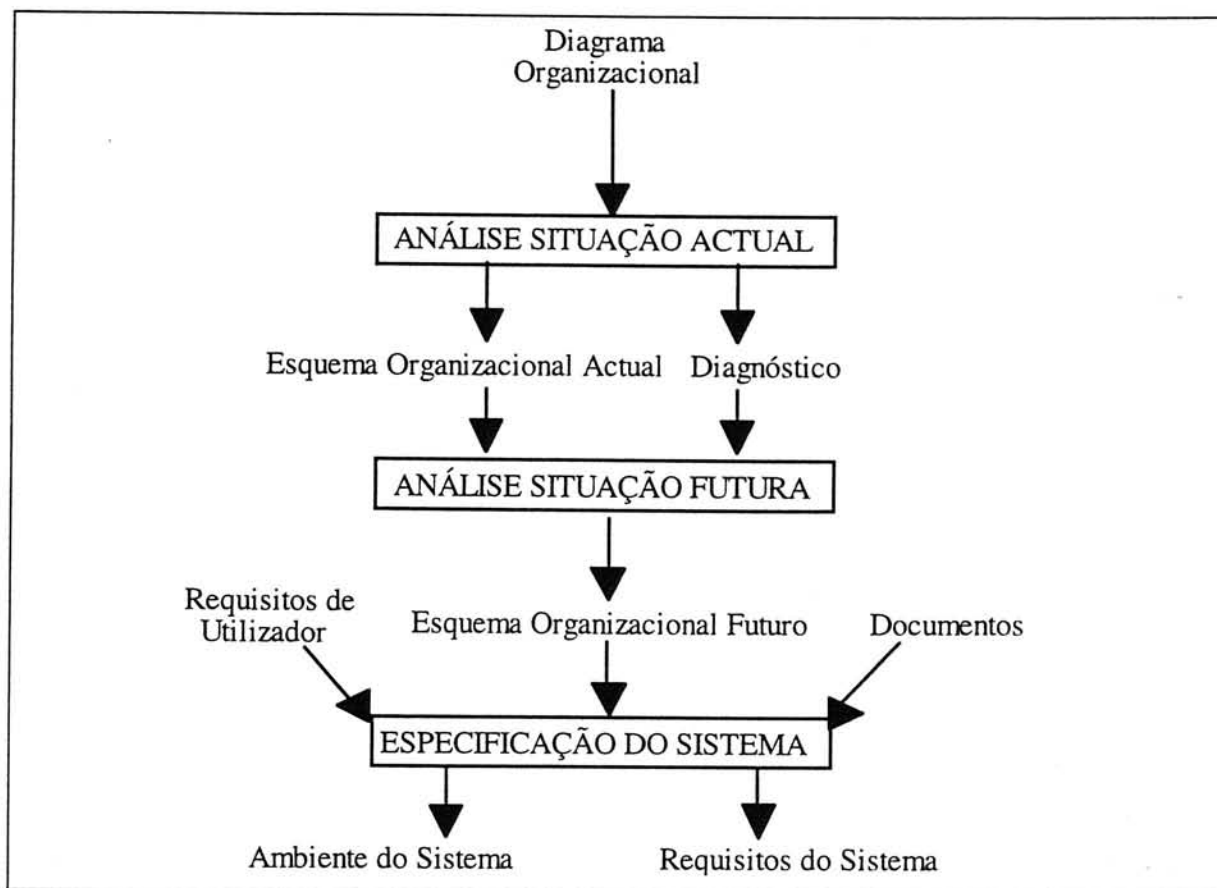 Diagrama
Organizacional
ANÁLISE SITUAÇÃO ACTUAL
Esquema Organizacional Actual Diagnóstico
ANÁLISE SITUAÇÃO FUTURA
Requisitos de
Utilizador
Esquema Organizacional Futuro
Documentos
ESPECIFICAÇÃO DO SISTEMA
Ambiente do Sistema
Requisitos do Sistema